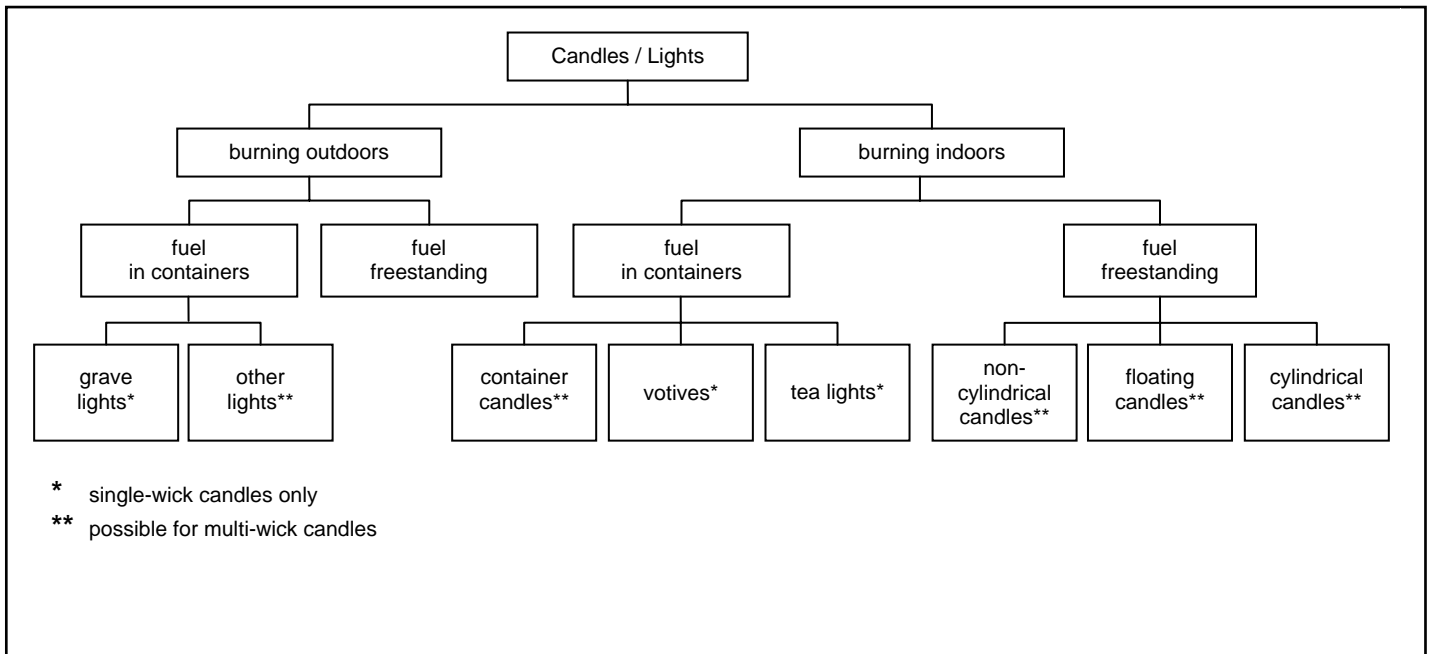 Candles / Lights
burning outdoors
burning indoors
fuel
in containers
fuel
freestanding
fuel
in containers
fuel
freestanding
grave
lights*
other
lights**
container
candles**
votives*
tea lights*
non-
cylindrical
candles**
floating
candles**
cylindrical
candles**
* single-wick candles only
** possible for multi-wick candles